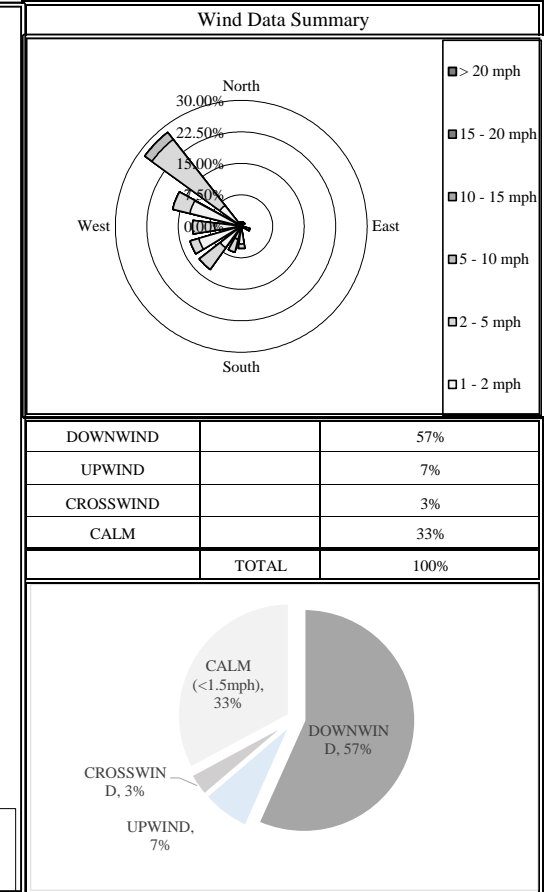 Wind Data Summary
North
30.00%
22.50%
15.00%
7.50%
0.00%
West
East
South
> 20 mph
15 - 20 mph
10 - 15 mph
5 - 10 mph
2 - 5 mph
1 - 2 mph
DOWNWIND 57%
UPWIND 7%
CROSSWIND 3%
CALM 33%
TOTAL 100%
CALM
(<1.5mph),
33%
DOWNWIN
D, 57%
CROSSWIN
D, 3%
UPWIND,
7%